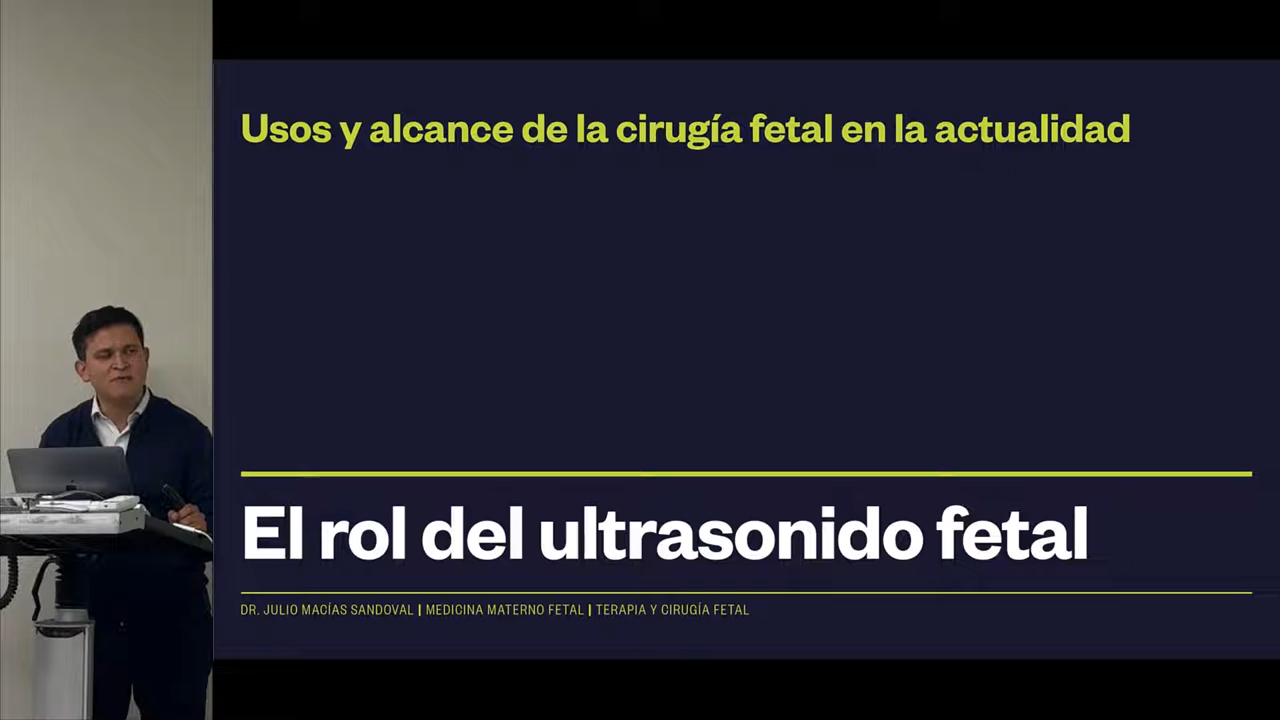 Usos y alcance de la cirugía fetal en la actualidad
El rol del ultrasonido fetal
DR. JULIO MACÍAS SANDOVAL | MEDICINA MATERNO FETAL | TERAPIA Y CIRUGÍA FETAL